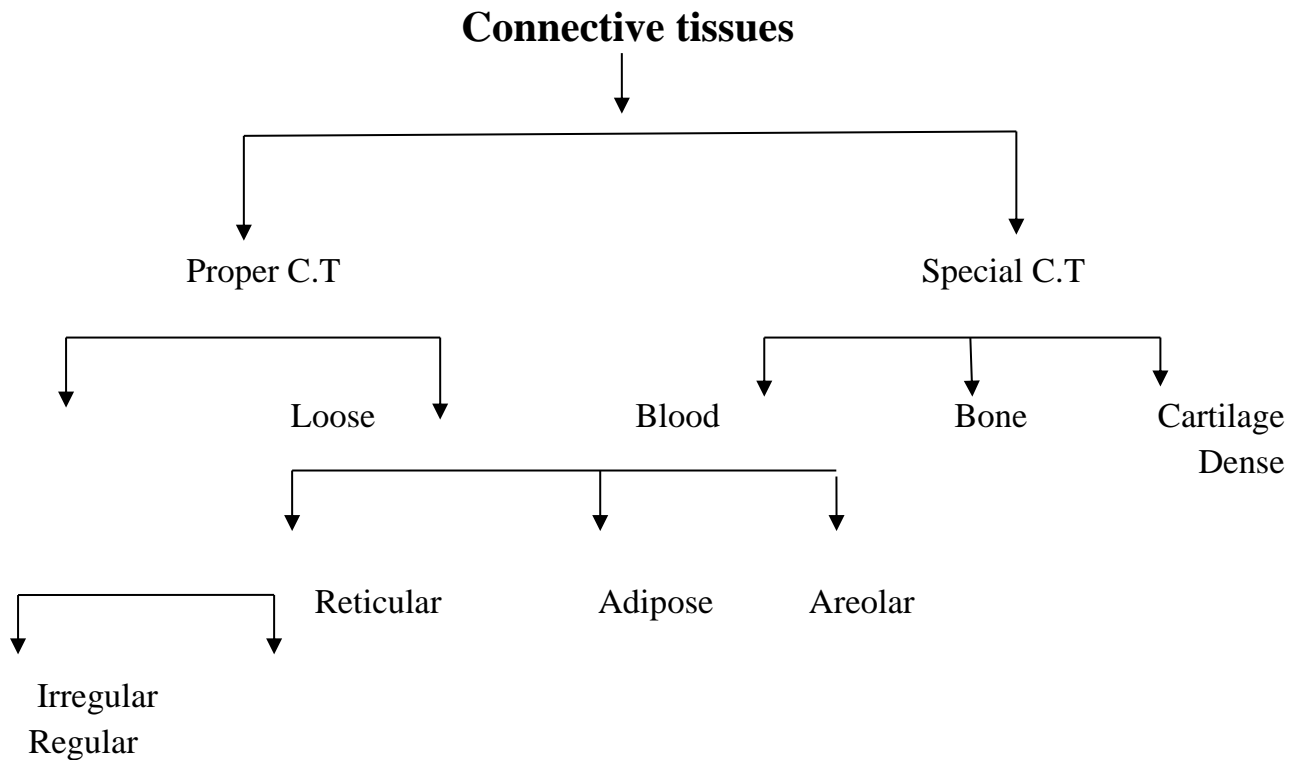 Connective tissues
Proper C.T Special C.T
Loose Blood Bone Cartilage
Dense
Reticular Adipose Areolar
Irregular
Regular